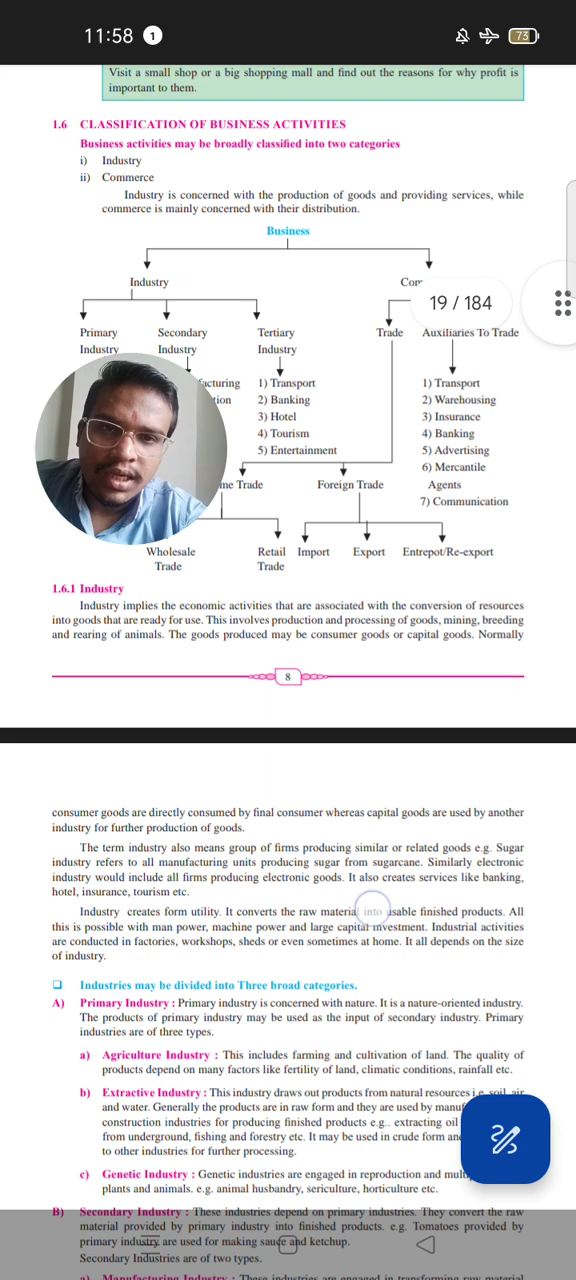 11:58 1
73
Visit a small shop or a big shopping mall and find out the reasons for why profit is
important to them.
1.6 CLASSIFICATION OF BUSINESS ACTIVITIES
Business activities may be broadly classified into two categories
i) Industry
ii) Commerce
Industry is concerned with the production of goods and providing services, while
commerce is mainly concerned with their distribution.
Business
Industry
19 / 184
Primary Secondary Tertiary Trade Auxiliaries To Trade
Industry Industry Industry
1) Transport 1) Transport
2) Banking 2) Warehousing
3) Hotel 3) Insurance
4) Tourism 4) Banking
5) Entertainment 5) Advertising
6) Mercantile
Trade Foreign Trade Agents
7) Communication
Wholesale Retail Import Export Entrepot/Re-export
Trade Trade
1.6.1 Industry
Industry implies the economic activities that are associated with the conversion of resources
into goods that are ready for use. This involves production and processing of goods, mining, breeding
and rearing of animals. The goods produced may be consumer goods or capital goods. Normally
8
consumer goods are directly consumed by final consumer whereas capital goods are used by another
industry for further production of goods.
The term industry also means group of firms producing similar or related goods e.g. Sugar
industry refers to all manufacturing units producing sugar from sugarcane. Similarly electronic
industry would include all firms producing electronic goods. It also creates services like banking,
hotel, insurance, tourism etc.
Industry creates form utility. It converts the raw material into usable finished products. All
this is possible with man power, machine power and large capital investment. Industrial activities
are conducted in factories, workshops, sheds or even sometimes at home. It all depends on the size
of industry.
Industries may be divided into Three broad categories.
A) Primary Industry : Primary industry is concerned with nature. It is a nature-oriented industry.
The products of primary industry may be used as the input of secondary industry. Primary
industries are of three types.
a) Agriculture Industry : This includes farming and cultivation of land. The quality of
products depend on many factors like fertility of land, climatic conditions, rainfall etc.
b) Extractive Industry : This industry draws out products from natural resources i.e. soil, air
and water. Generally the products are in raw form and they are used by
construction industries for producing finished products e.g.. extracting oil
from underground, fishing and forestry etc. It may be used in crude form
to other industries for further processing.
c) Genetic Industry : Genetic industries are engaged in reproduction and
plants and animals. e.g. animal husbandry, sericulture, horticulture etc.
B) Secondary Industry : These industries depend on primary industries. They convert the raw
material provided by primary industry into finished products. e.g. Tomatoes provided by
primary industry are used for making sauce and ketchup.
Secondary Industries are of two types.
a) Manufacturing Industry : These industries are engaged in transforming raw material